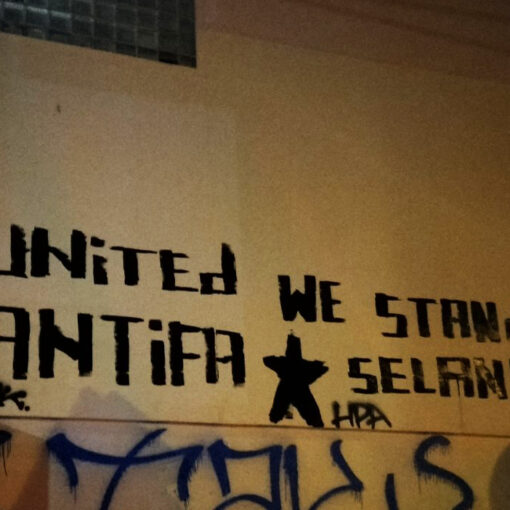 UNiTEd WE STAN
ANTiFA ★ SELAN
HPA